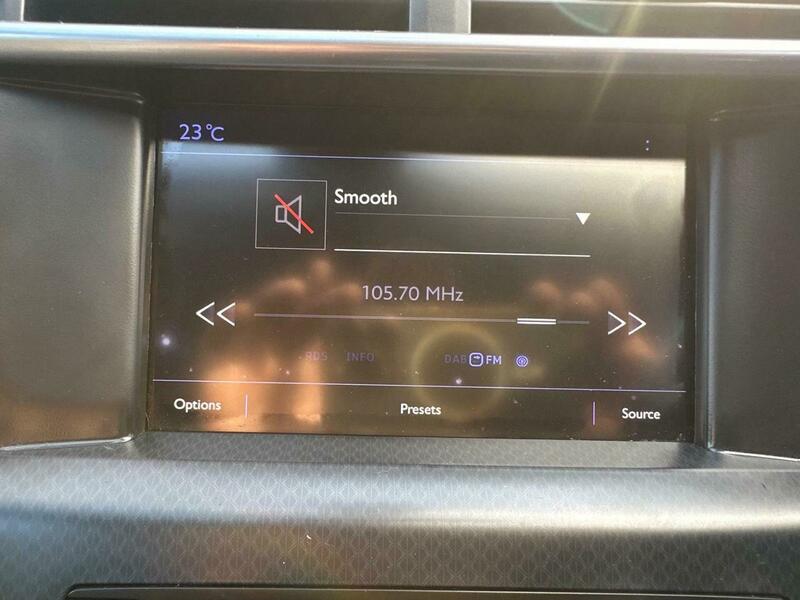 23°C
Smooth
105.70 MHz
RDS INFO DAB FM
Options Presets Source